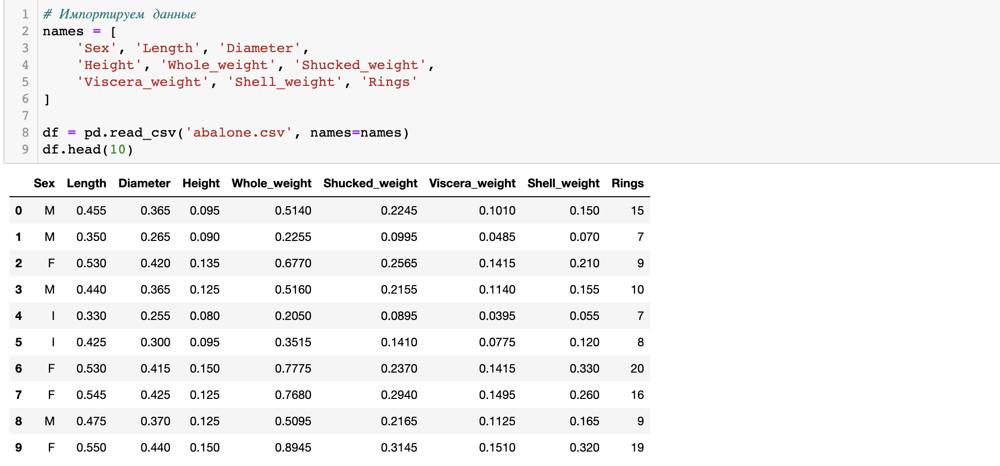 1 # Импортируем данные
2 names = [
3     'Sex', 'Length', 'Diameter',
4     'Height', 'Whole_weight', 'Shucked_weight',
5     'Viscera_weight', 'Shell_weight', 'Rings'
6 ]
7
8 df = pd.read_csv('abalone.csv', names=names)
9 df.head(10)
Sex Length Diameter Height Whole_weight Shucked_weight Viscera_weight Shell_weight Rings
0 M 0.455 0.365 0.095 0.5140 0.2245 0.1010 0.150 15
1 M 0.350 0.265 0.090 0.2255 0.0995 0.0485 0.070 7
2 F 0.530 0.420 0.135 0.6770 0.2565 0.1415 0.210 9
3 M 0.440 0.365 0.125 0.5160 0.2155 0.1140 0.155 10
4 I 0.330 0.255 0.080 0.2050 0.0895 0.0395 0.055 7
5 I 0.425 0.300 0.095 0.3515 0.1410 0.0775 0.120 8
6 F 0.530 0.415 0.150 0.7775 0.2370 0.1415 0.330 20
7 F 0.545 0.425 0.125 0.7680 0.2940 0.1495 0.260 16
8 M 0.475 0.370 0.125 0.5095 0.2165 0.1125 0.165 9
9 F 0.550 0.440 0.150 0.8945 0.3145 0.1510 0.320 19